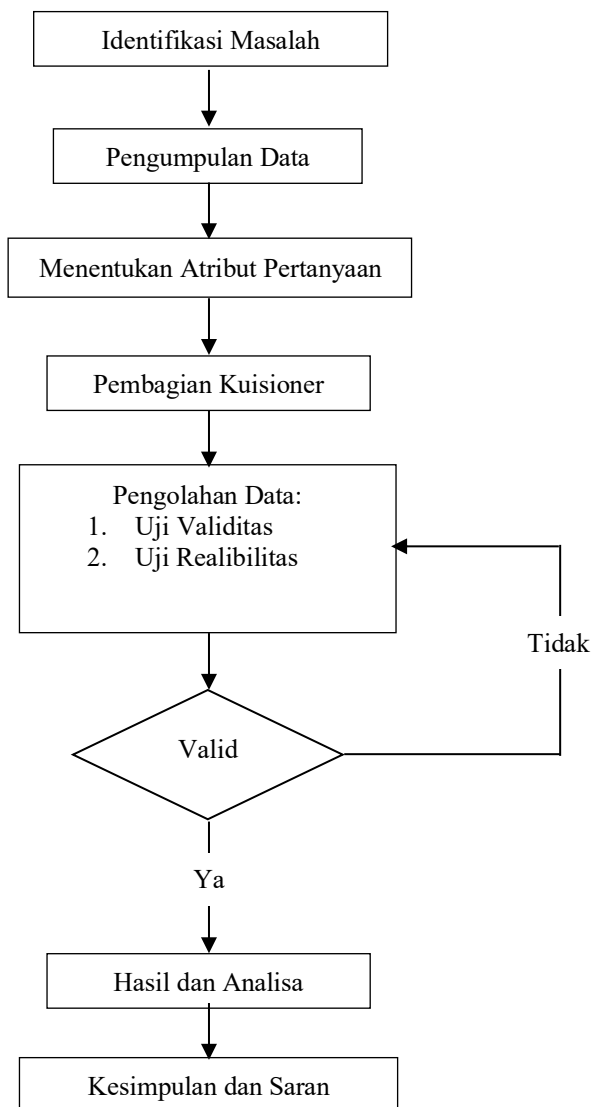 Identifikasi Masalah
Pengumpulan Data
Menentukan Atribut Pertanyaan
Pembagian Kuisioner
Pengolahan Data:
1. Uji Validitas
2. Uji Realibilitas
Tidak
Valid
Ya
Hasil dan Analisa
Kesimpulan dan Saran